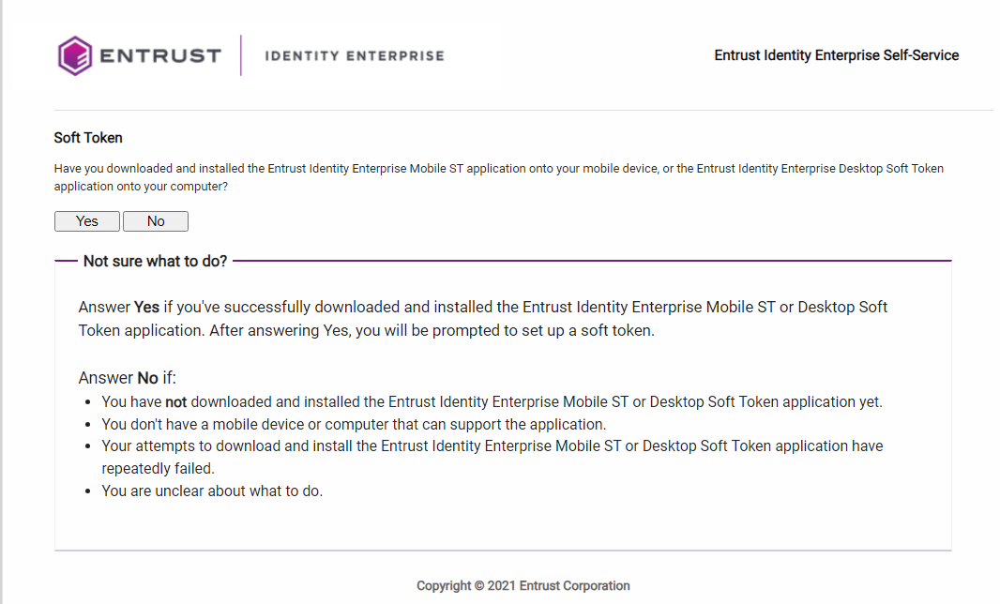 ENTRUST IDENTITY ENTERPRISE
Entrust Identity Enterprise Self-Service
Soft Token
Have you downloaded and installed the Entrust Identity Enterprise Mobile ST application onto your mobile device, or the Entrust Identity Enterprise Desktop Soft Token
application onto your computer?
Yes No
Not sure what to do?
Answer Yes if you've successfully downloaded and installed the Entrust Identity Enterprise Mobile ST or Desktop Soft
Token application. After answering Yes, you will be prompted to set up a soft token.
Answer No if:
• You have not downloaded and installed the Entrust Identity Enterprise Mobile ST or Desktop Soft Token application yet.
• You don't have a mobile device or computer that can support the application.
• Your attempts to download and install the Entrust Identity Enterprise Mobile ST or Desktop Soft Token application have
repeatedly failed.
• You are unclear about what to do.
Copyright © 2021 Entrust Corporation